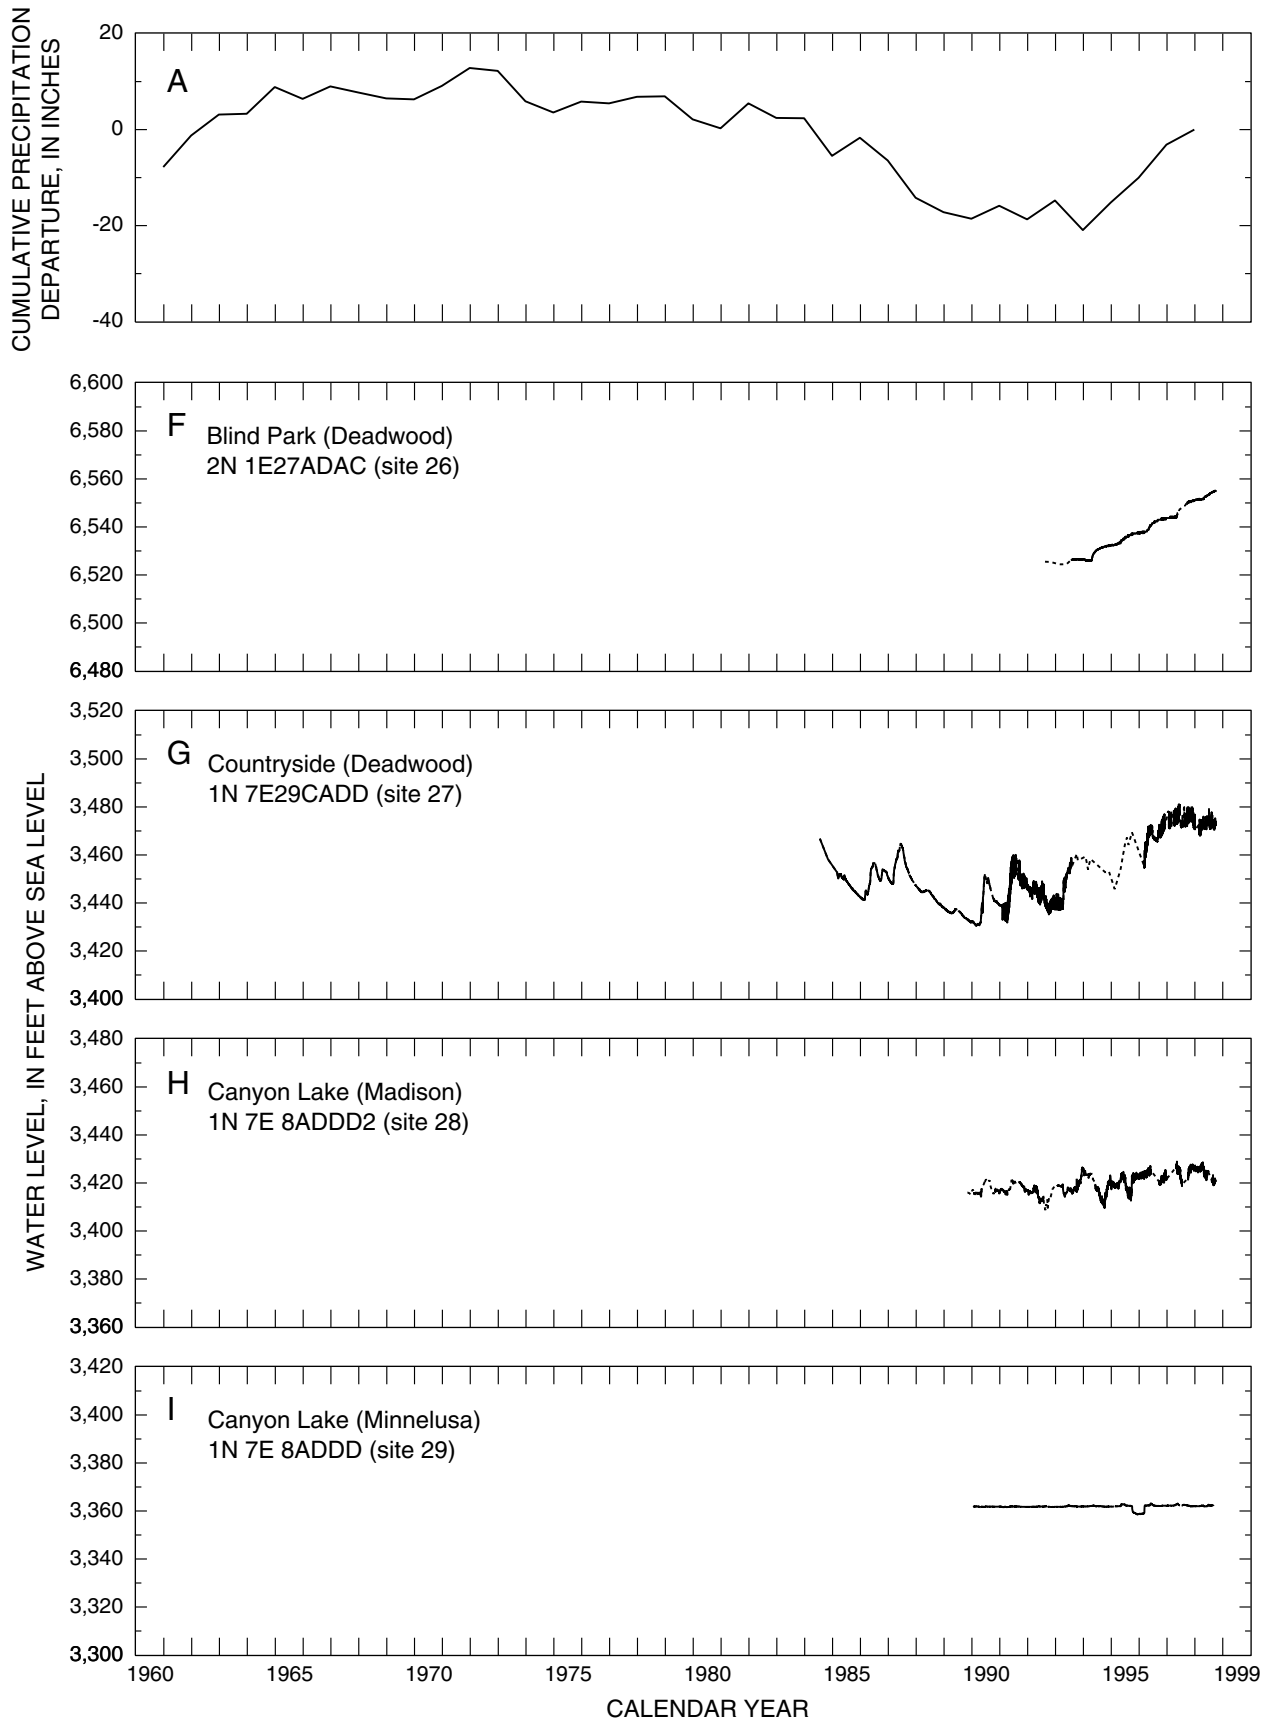 CUMULATIVE PRECIPITATION
DEPARTURE, IN INCHES
20
0
-20
-40
A
6,600
6,580
6,560
6,540
6,520
6,500
6,480
F
Blind Park (Deadwood)
2N 1E27ADAC (site 26)
WATER LEVEL, IN FEET ABOVE SEA LEVEL
3,520
3,500
3,480
3,460
3,440
3,420
3,400
G
Countryside (Deadwood)
1N 7E29CADD (site 27)
3,480
3,460
3,440
3,420
3,400
3,380
3,360
H
Canyon Lake (Madison)
1N 7E 8ADDD2 (site 28)
3,420
3,400
3,380
3,360
3,340
3,320
3,300
I
Canyon Lake (Minnelusa)
1N 7E 8ADDD (site 29)
1960 1965 1970 1975 1980 1985 1990 1995 1999
CALENDAR YEAR